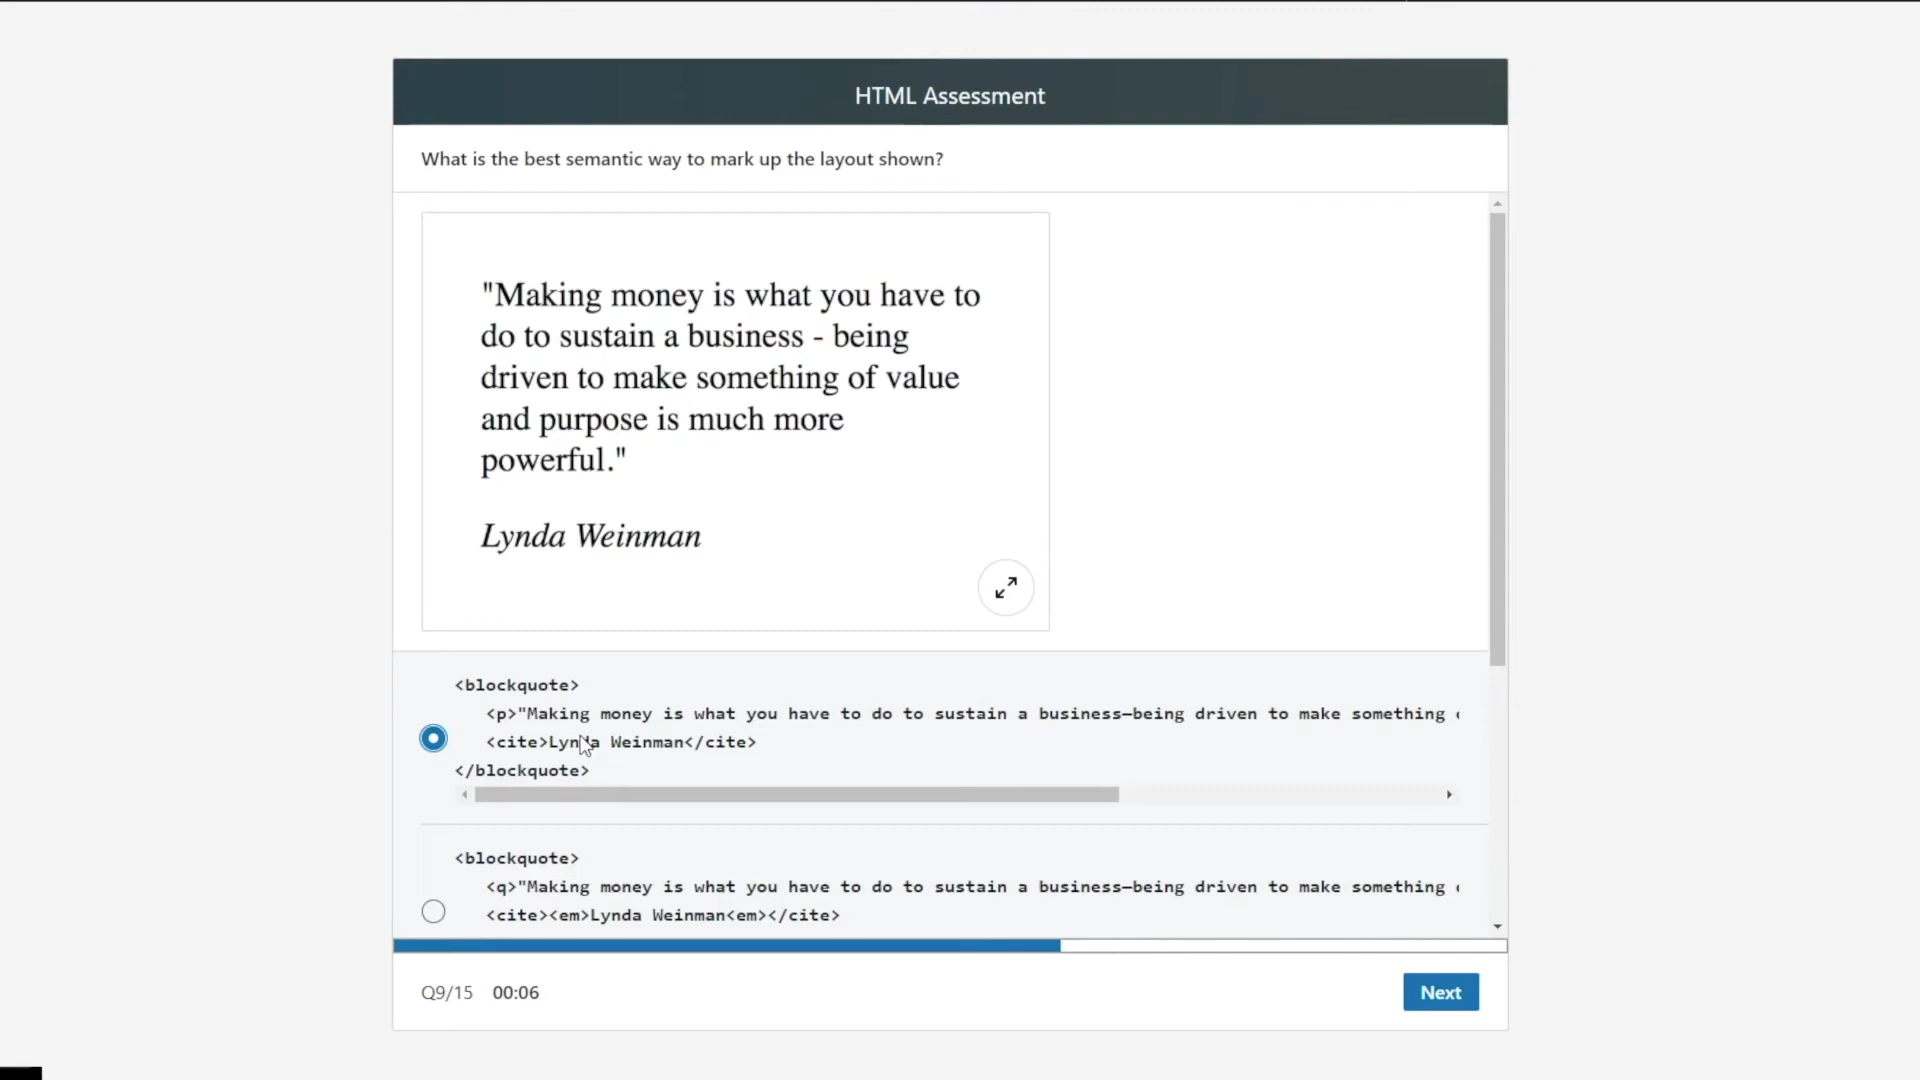 HTML Assessment
What is the best semantic way to mark up the layout shown?
"Making money is what you have to
do to sustain a business - being
driven to make something of value
and purpose is much more
powerful."
Lynda Weinman
<blockquote>
<p>"Making money is what you have to do to sustain a business—being driven to make something
<cite>Lynda Weinman</cite>
</blockquote>
<blockquote>
<q>"Making money is what you have to do to sustain a business—being driven to make something
<cite><em>Lynda Weinman<em></cite>
Q9/15 00:06
Next